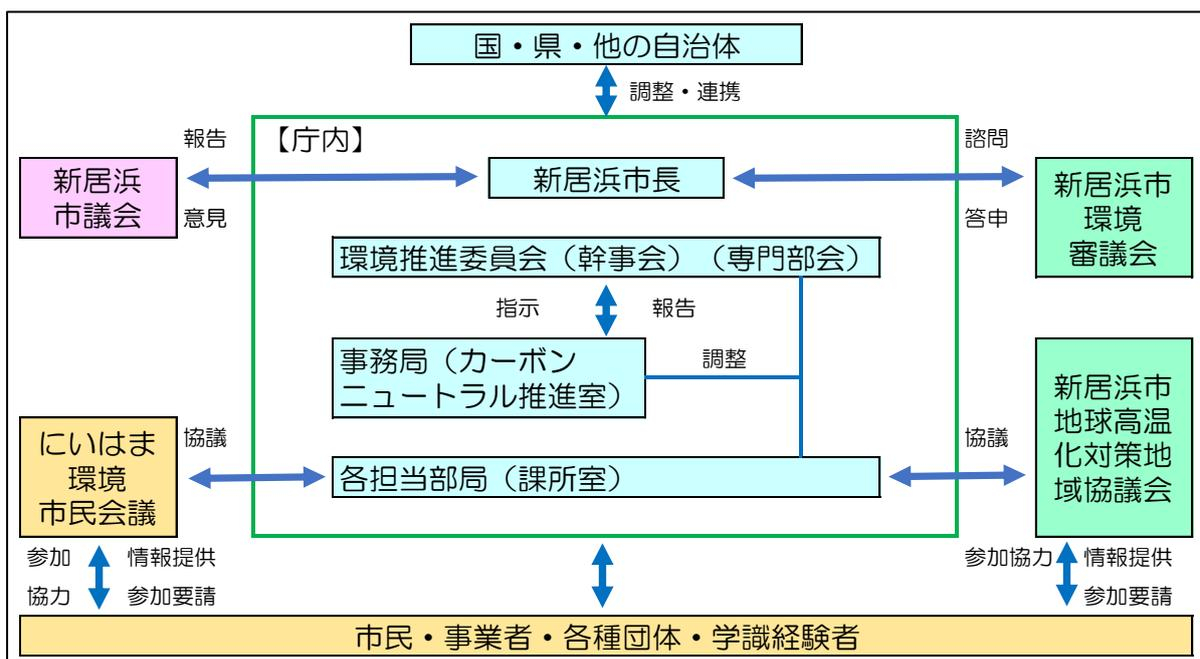 国・県・他の自治体
調整・連携
報告
【庁内】
諮問
新居浜
市議会
新居浜市長
新居浜市
環境
審議会
意見
答申
環境推進委員会（幹事会）（専門部会）
指示
報告
事務局（カーボン
ニュートラル推進室）
調整
新居浜市
地球高温
化対策地
域協議会
にいはま
環境
市民会議
協議
協議
各担当部局（課所室）
参加
情報提供
協力
参加要請
参加協力
情報提供
参加要請
市民・事業者・各種団体・学識経験者